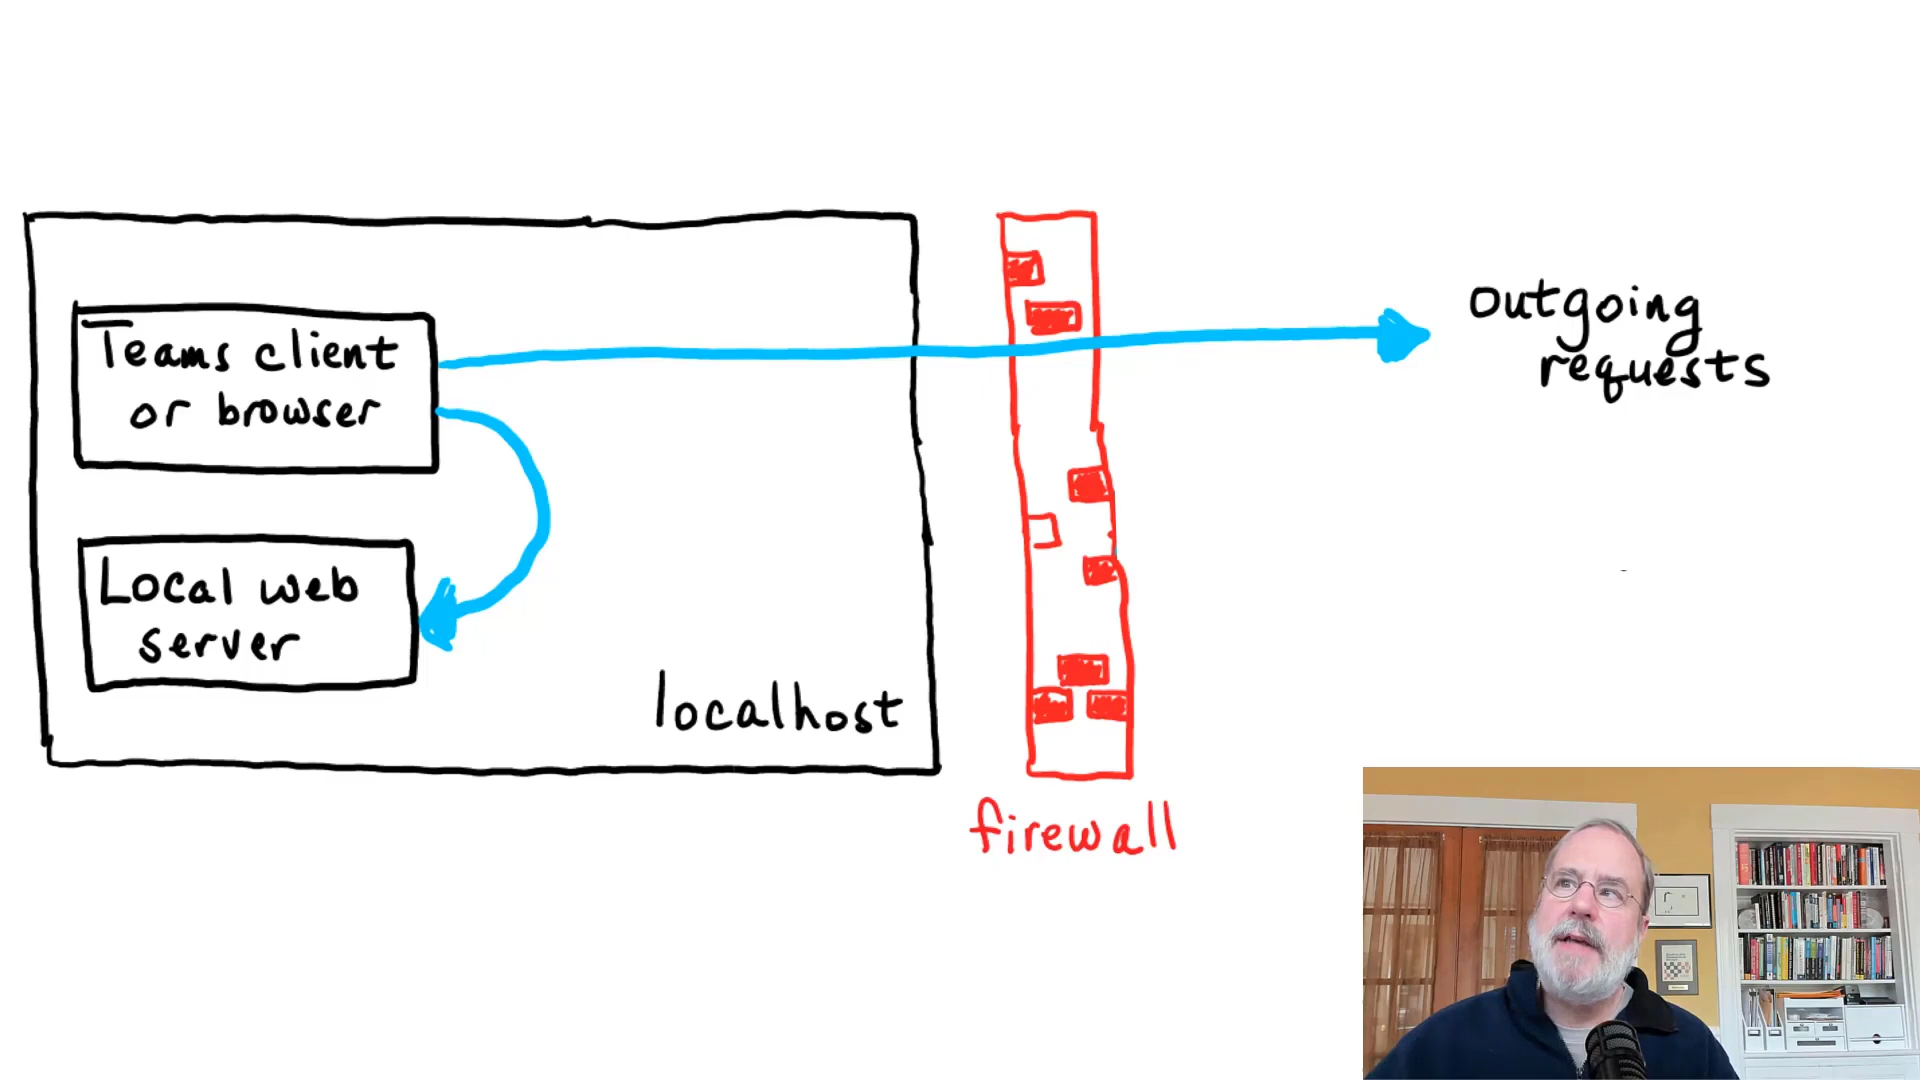 Teams client
or browser
Local web
server
localhost
firewall
outgoing
requests